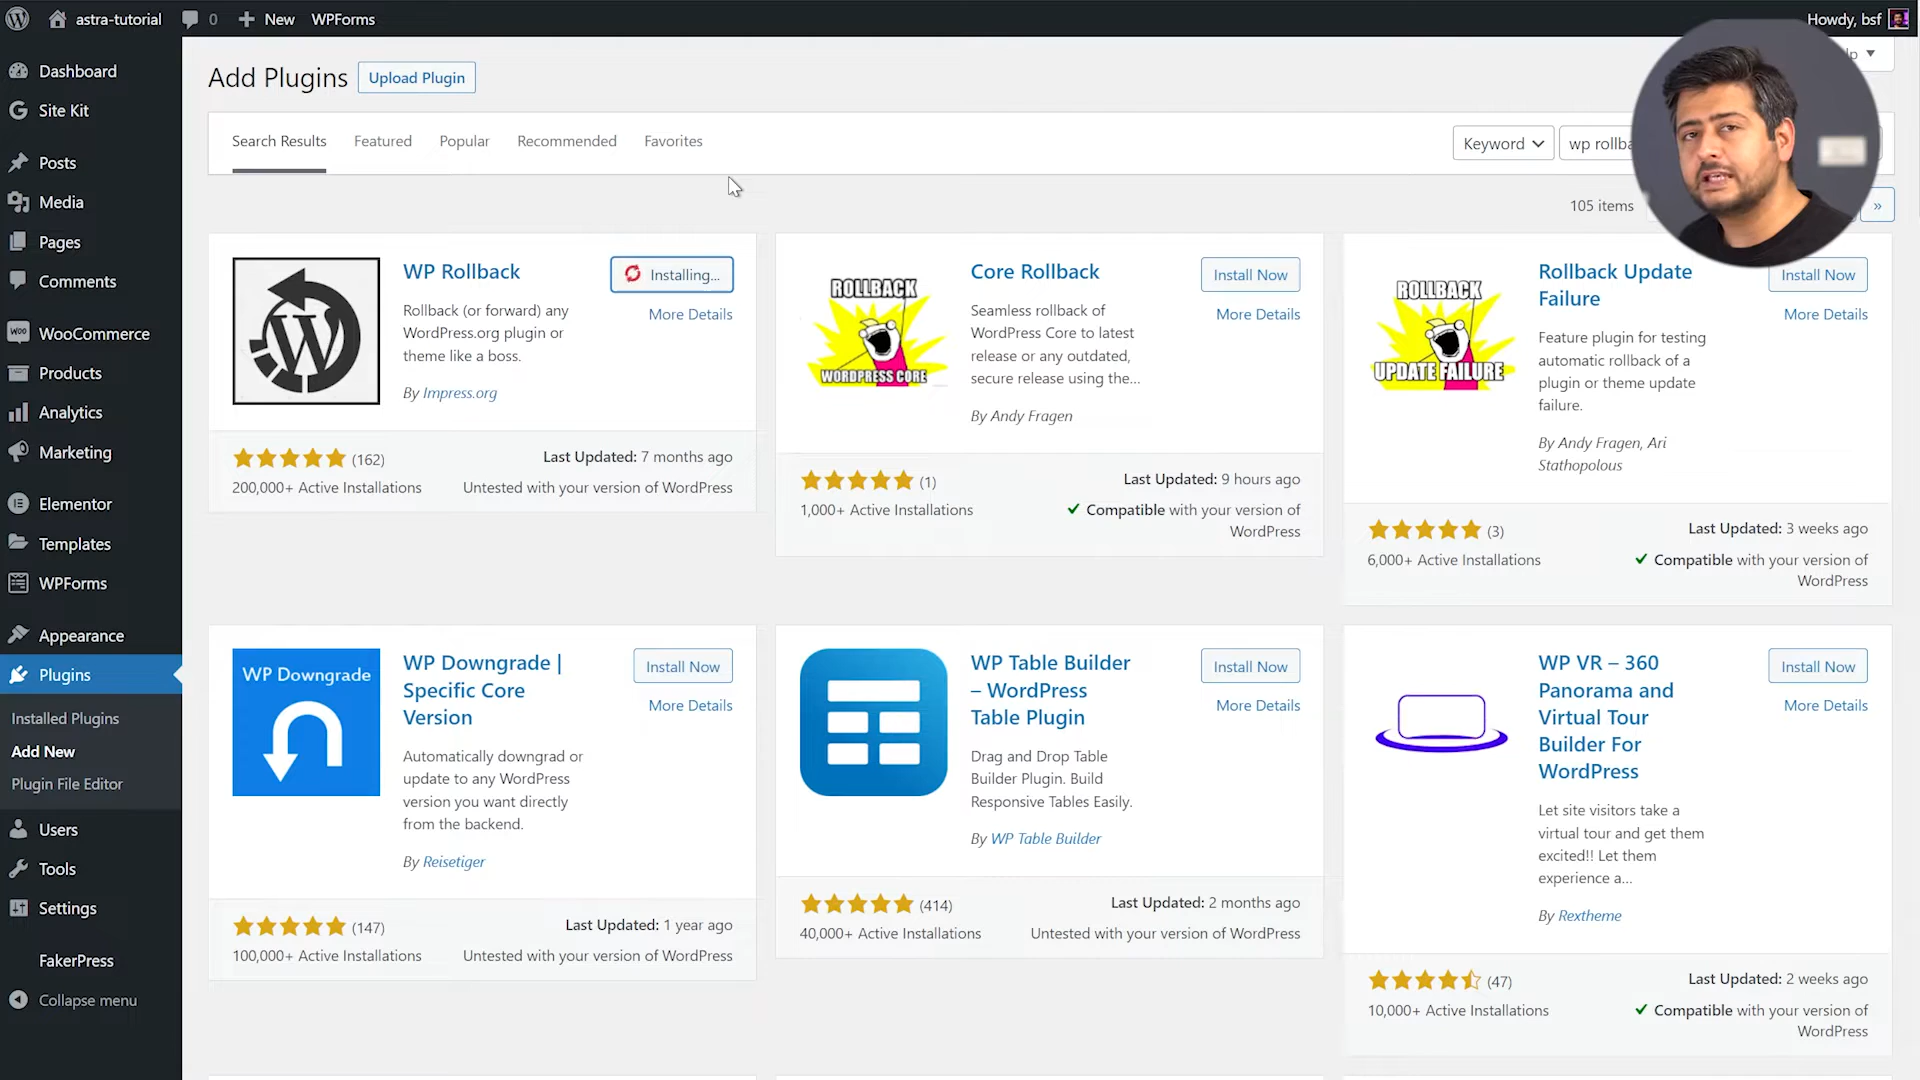 astra-tutorial
0
New
WPForms
Howdy, bsf
Dashboard
Site Kit
Posts
Media
Pages
Comments
WooCommerce
Products
Analytics
Marketing
Elementor
Templates
WPForms
Appearance
Plugins
Installed Plugins
Add New
Plugin File Editor
Users
Tools
Settings
FakerPress
Collapse menu
Add Plugins
Upload Plugin
Search Results
Featured
Popular
Recommended
Favorites
Keyword
105 items
»
WP Rollback
Installing...
More Details
Rollback (or forward) any
WordPress.org plugin or
theme like a boss.
By Impress.org
(162)
Last Updated: 7 months ago
200,000+ Active Installations
Untested with your version of WordPress
ROLLBACK
WORDPRESS CORE
Core Rollback
Install Now
More Details
Seamless rollback of
WordPress Core to latest
release or any outdated,
secure release using the...
By Andy Fragen
(1)
Last Updated: 9 hours ago
1,000+ Active Installations
Compatible with your version of
WordPress
ROLLBACK
UPDATE FAILURE
Rollback Update
Failure
Install Now
More Details
Feature plugin for testing
automatic rollback of a
plugin or theme update
failure.
By Andy Fragen, Ari
Stathopolous
(3)
Last Updated: 3 weeks ago
6,000+ Active Installations
Compatible with your version of
WordPress
WP Downgrade
WP Downgrade |
Specific Core
Version
Install Now
More Details
Automatically downgrad or
update to any WordPress
version you want directly
from the backend.
By Reisetiger
(147)
Last Updated: 1 year ago
100,000+ Active Installations
Untested with your version of WordPress
WP Table Builder
– WordPress
Table Plugin
Install Now
More Details
Drag and Drop Table
Builder Plugin. Build
Responsive Tables Easily.
By WP Table Builder
(414)
Last Updated: 2 months ago
40,000+ Active Installations
Untested with your version of WordPress
WP VR – 360
Panorama and
Virtual Tour
Builder For
WordPress
Install Now
More Details
Let site visitors take a
virtual tour and get them
excited!! Let them
experience a...
By Rextheme
(47)
Last Updated: 2 weeks ago
10,000+ Active Installations
Compatible with your version of
WordPress